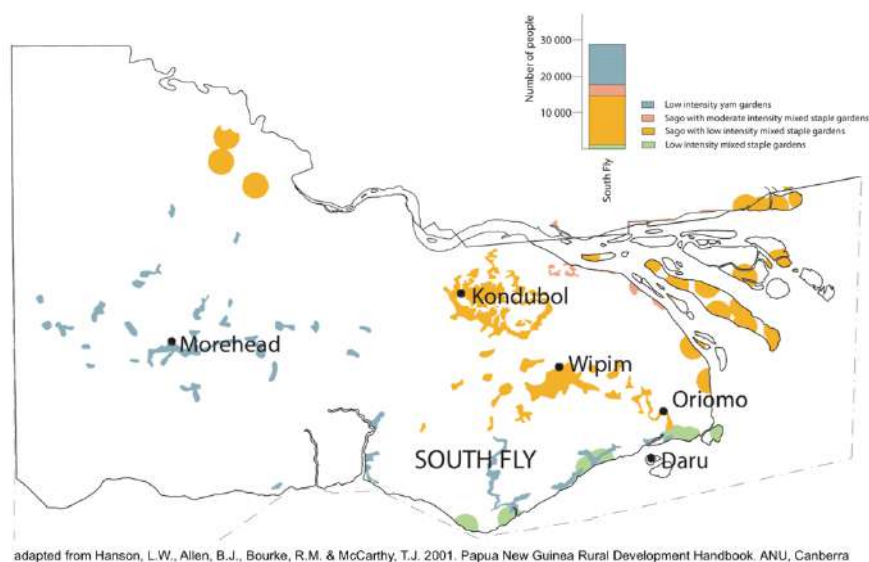 Number of people
30 000
20 000
10 000
South Fly
Low intensity yam gardens
Sago with moderate intensity mixed staple gardens
Sago with low intensity mixed staple gardens
Low intensity mixed staple gardens
Kondubol
Morehead
Wipim
Oriomo
SOUTH FLY
Daru
adapted from Hanson, L.W., Allen, B.J., Bourke, R.M. & McCarthy, T.J. 2001. Papua New Guinea Rural Development Handbook. ANU, Canberra